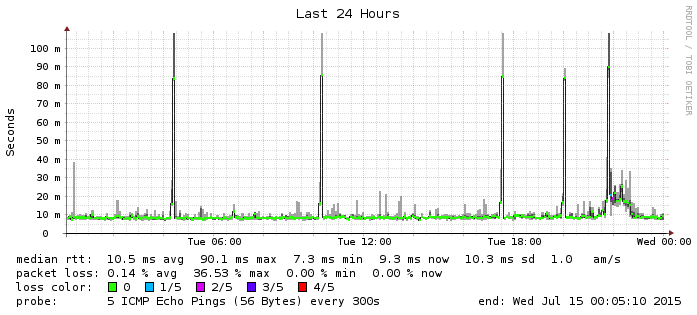 Last 24 Hours
RRDTOOL / TOBI OETIKER
Seconds
100 m
90 m
80 m
70 m
60 m
50 m
40 m
30 m
20 m
10 m
0
Tue 06:00 Tue 12:00 Tue 18:00 Wed 00:00
median rtt: 10.5 ms avg 90.1 ms max 7.3 ms min 9.3 ms now 10.3 ms sd 1.0 am/s
packet loss: 0.14 % avg 36.53 % max 0.00 % min 0.00 % now
loss color: 0 1/5 2/5 3/5 4/5
probe: 5 ICMP Echo Pings (56 Bytes) every 300s end: Wed Jul 15 00:05:10 2015